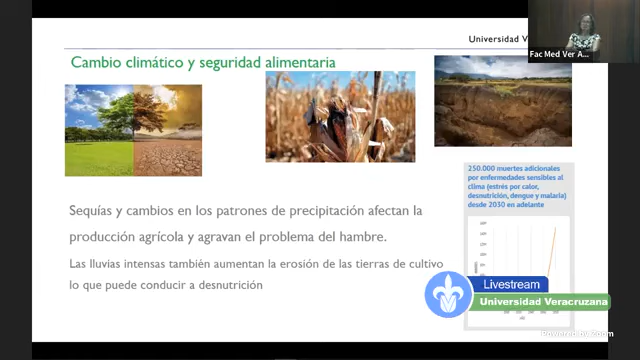 Universidad V
Fac Med Ver A...
Cambio climático y seguridad alimentaria
250.000 muertes adicionales
por enfermedades sensibles al
clima (estrés por calor,
desnutrición, dengue y malaria)
desde 2030 en adelante
Sequías y cambios en los patrones de precipitación afectan la
producción agrícola y agravan el problema del hambre.
Las lluvias intensas también aumentan la erosión de las tierras de cultivo
lo que puede conducir a desnutrición
Livestream
Universidad Veracruzana
Powered by Zoom